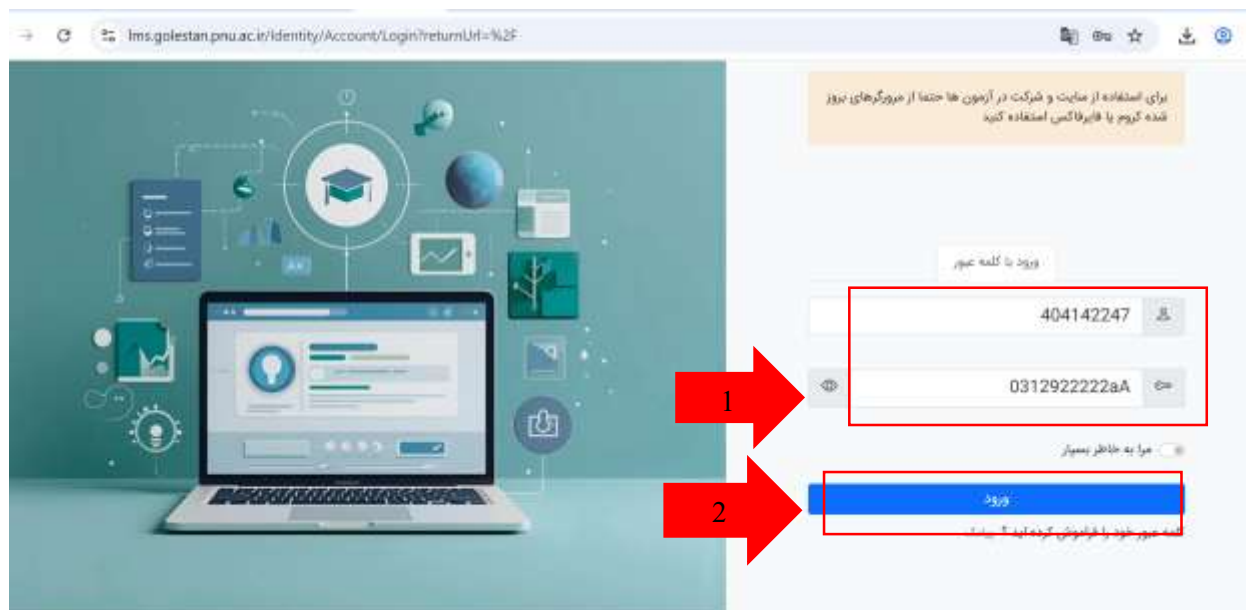 lms.golestan.pnu.ac.ir/Identity/Account/Login?returnUrl=%2F
برای استفاده از سایت و شرکت در آزمون ها حتما از مرورگرهای بروز
شده کروم یا فایرفاکس استفاده کنید
ورود با کلمه عبور
404142247
0312922222aA
1
مرا به خاطر بسپار
ورود
2
کلمه عبور خود را فراموش کرده اید ؟